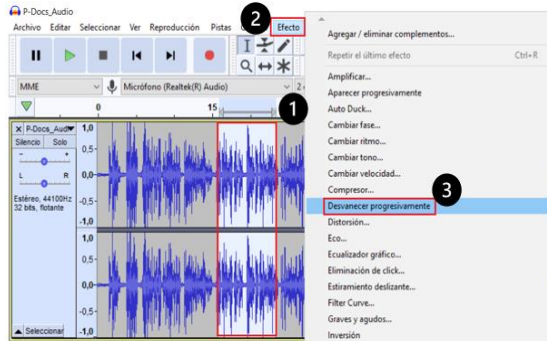 P-Docs_Audio
Archivo Editar Seleccionar Ver Reproducción Pistas
2
Efecto
MME
Micrófono (Realtek(R) Audio)
0
15
1
P-Docs_Audi
Silencio Solo
- +
L R
Estéreo, 44100Hz
32 bits, flotante
Seleccionar
1,0
0,5
0,0
-0,5
-1,0
1,0
0,5
0,0
-0,5
-1,0
Agregar / eliminar complementos...
Repetir el último efecto Ctrl+R
Amplificar...
Aparecer progresivamente
Auto Duck...
Cambiar fase...
Cambiar ritmo...
Cambiar tono...
Cambiar velocidad...
Compresor...
3
Desvanecer progresivamente
Distorsión...
Eco...
Ecualizador gráfico...
Eliminación de click...
Estiramiento deslizante...
Filter Curve...
Graves y agudos...
Inversión